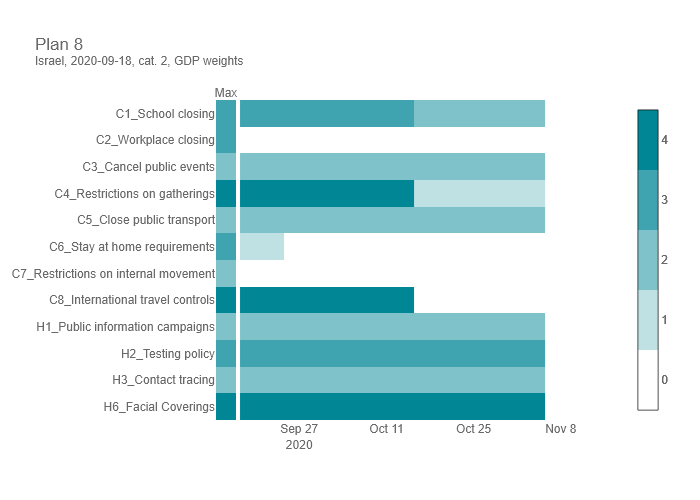 Plan 8
Israel, 2020-09-18, cat. 2, GDP weights
Max
C1_School closing
C2_Workplace closing
C3_Cancel public events
C4_Restrictions on gatherings
C5_Close public transport
C6_Stay at home requirements
C7_Restrictions on internal movement
C8_International travel controls
H1_Public information campaigns
H2_Testing policy
H3_Contact tracing
H6_Facial Coverings
Sep 27 Oct 11 Oct 25 Nov 8
2020
4
3
2
1
0